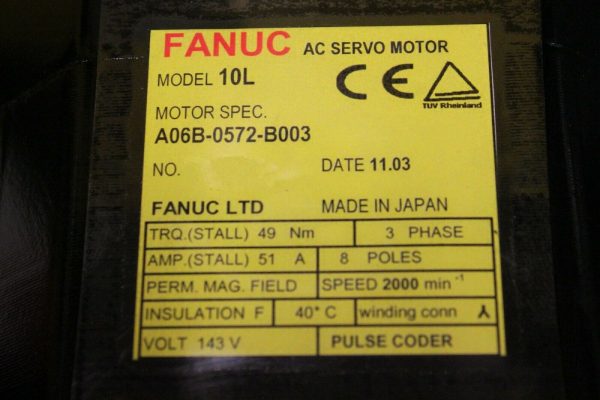 FANUC AC SERVO MOTOR
MODEL 10L
CE
TUV Rheinland
MOTOR SPEC.
A06B-0572-B003
NO. DATE 11.03
FANUC LTD MADE IN JAPAN
TRQ.(STALL) 49 Nm 3 PHASE
AMP.(STALL) 51 A 8 POLES
PERM. MAG. FIELD SPEED 2000 min⁻¹
INSULATION F 40° C winding conn ⅄
VOLT 143 V PULSE CODER